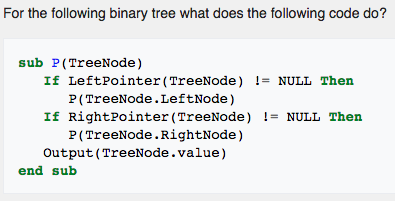 For the following binary tree what does the following code do?
sub P(TreeNode)
If LeftPointer(TreeNode) != NULL Then
P(TreeNode.LeftNode)
If RightPointer(TreeNode) != NULL Then
P(TreeNode.RightNode)
Output(TreeNode.value)
end sub